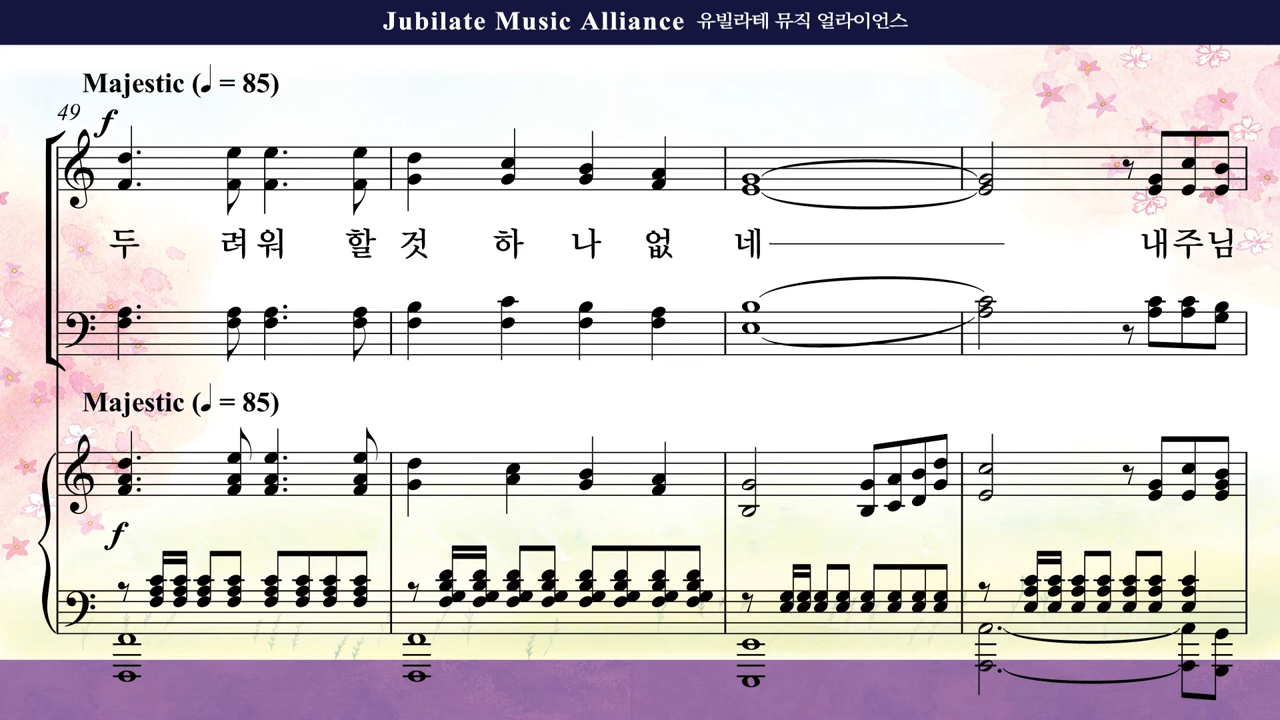 Jubilate Music Alliance 유빌라테 뮤직 얼라이언스
Majestic (♩ = 85)
49
f
두 려워 할 것 하 나 없 네 내주님
Majestic (♩ = 85)
f